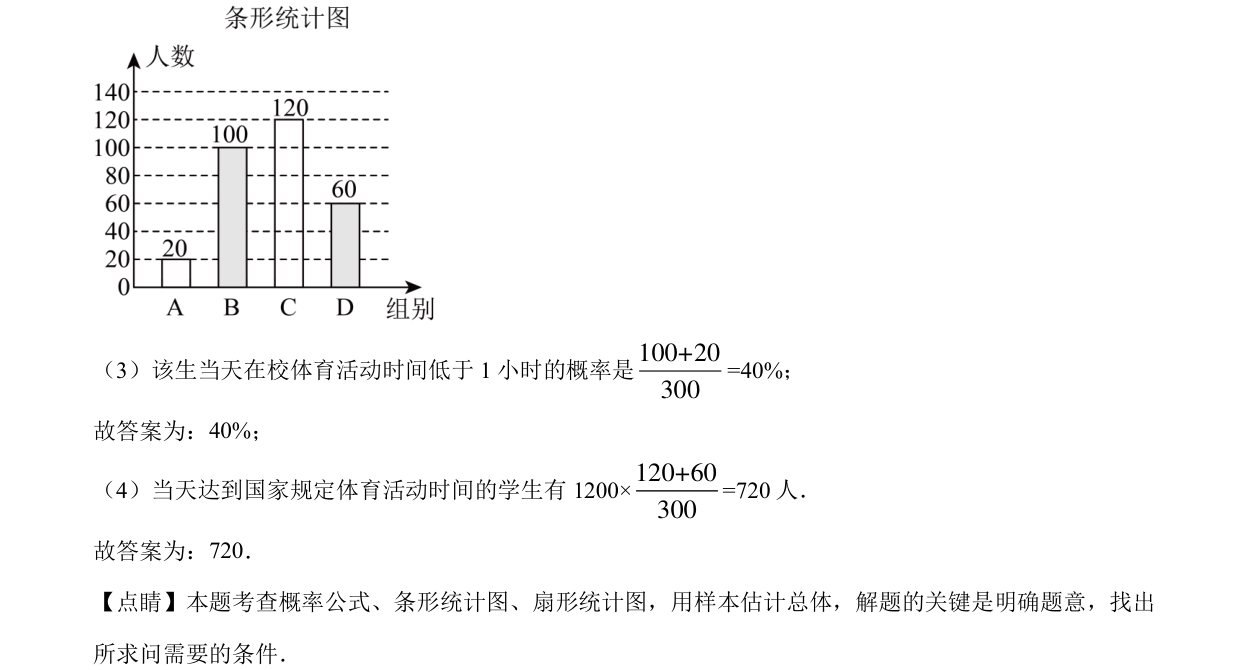 条形统计图
人数
140
120
120
100
100
80
60
60
40
20
20
0
A B C D 组别
（3）该生当天在校体育活动时间低于 1 小时的概率是 100+20/300 =40%；
故答案为：40%；
（4）当天达到国家规定体育活动时间的学生有 1200× 120+60/300 =720 人．
故答案为：720．
【点睛】本题考查概率公式、条形统计图、扇形统计图，用样本估计总体，解题的关键是明确题意，找出
所求问需要的条件．